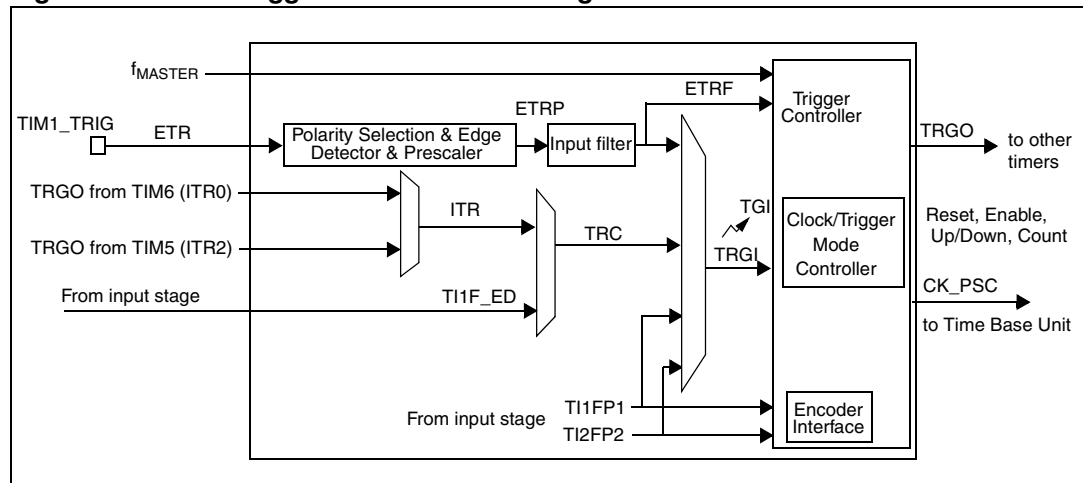 fMASTER
ETRF
Trigger
Controller
ETRP
TIM1_TRIG
ETR
Polarity Selection & Edge
Detector & Prescaler
Input filter
TRGO
to other
timers
TRGO from TIM6 (ITR0)
ITR
TGI
Clock/Trigger
Mode
Controller
Reset, Enable,
Up/Down, Count
TRGO from TIM5 (ITR2)
TRC
TRGI
From input stage
TI1F_ED
CK_PSC
to Time Base Unit
From input stage
TI1FP1
TI2FP2
Encoder
Interface